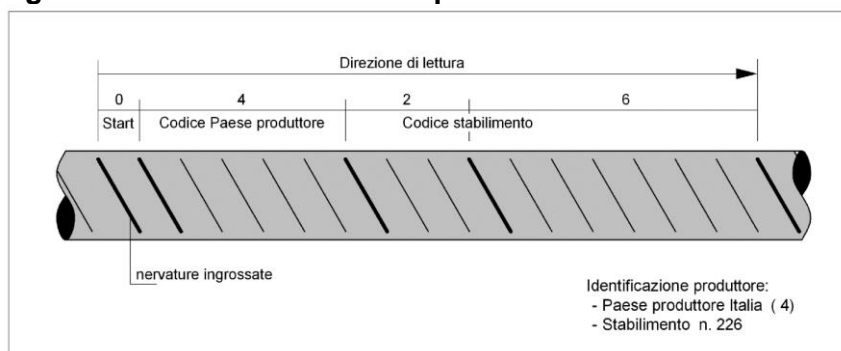 Direzione di lettura
0 4 2 6
Start Codice Paese produttore Codice stabilimento
nervature ingrossate
Identificazione produttore:
- Paese produttore Italia ( 4)
- Stabilimento n. 226